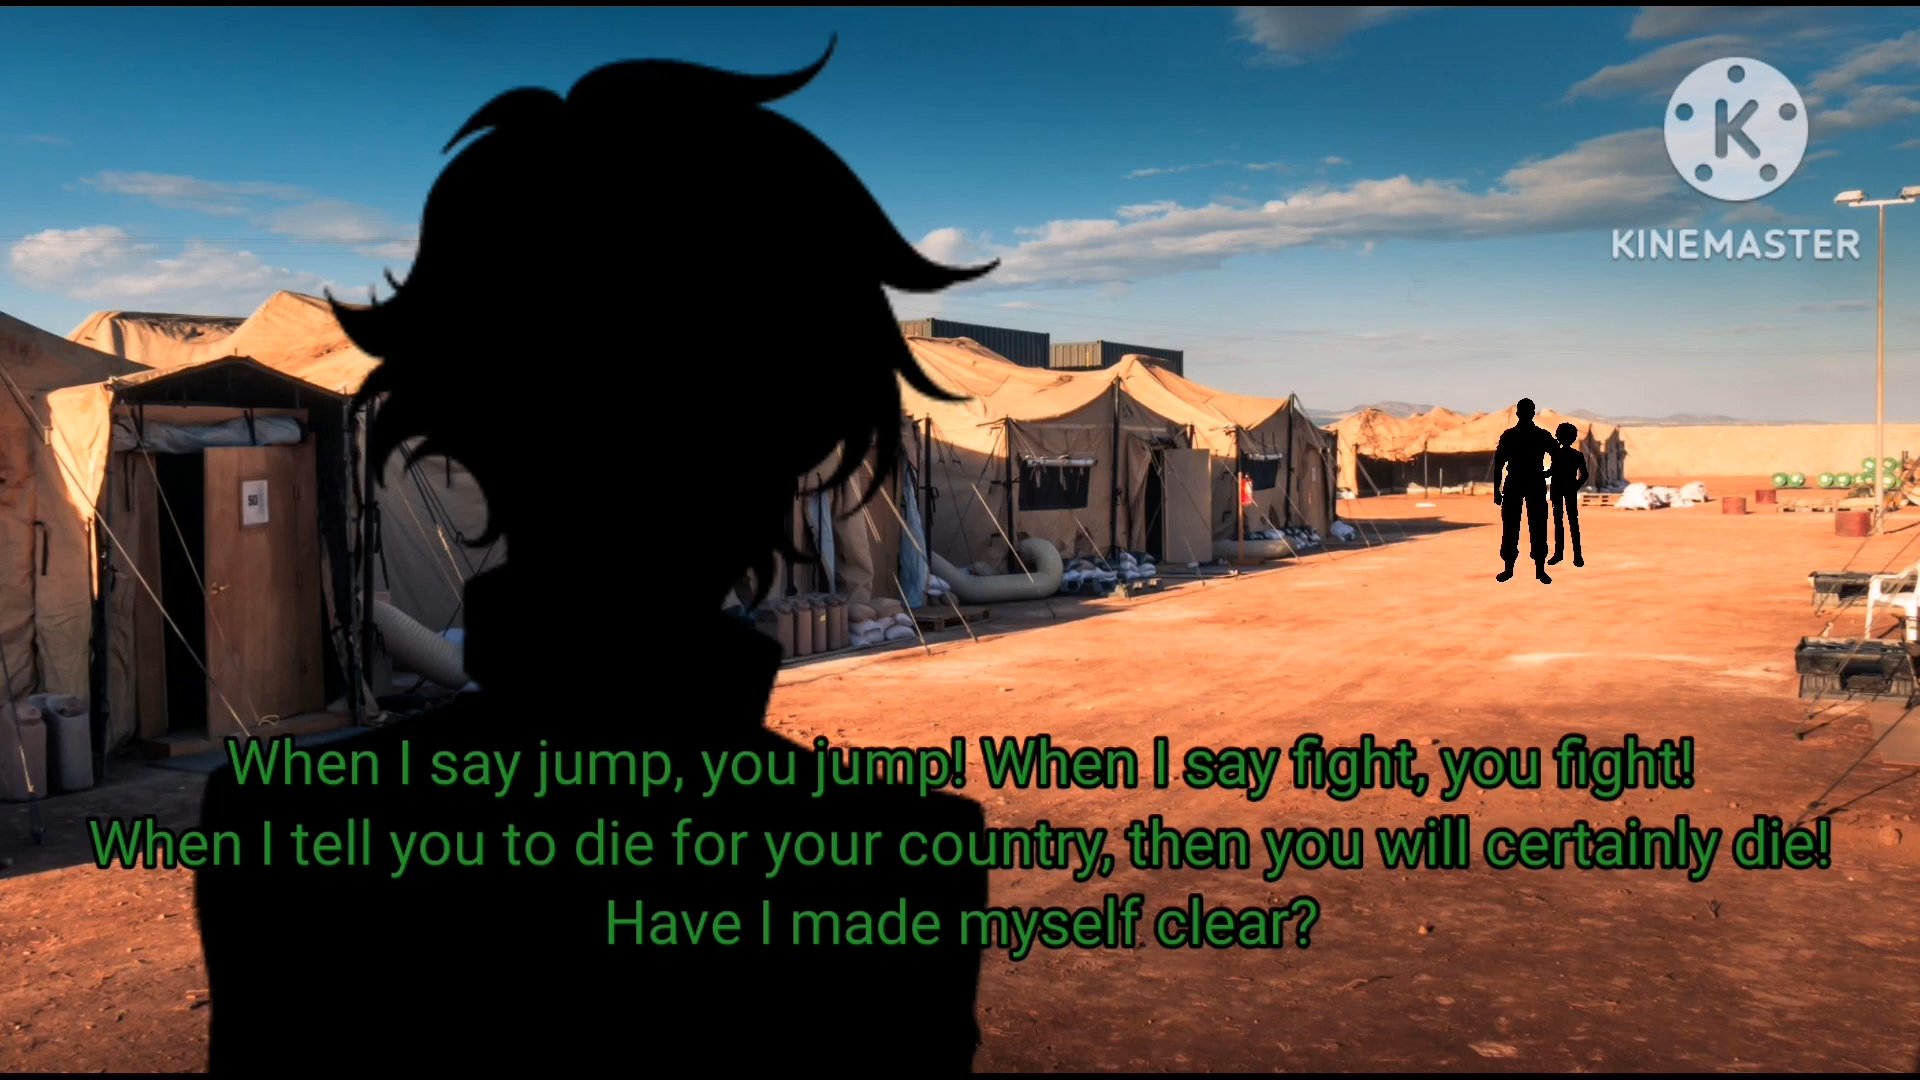 KINEMASTER
50
When I say jump, you jump! When I say fight, you fight!
When I tell you to die for your country, then you will certainly die!
Have I made myself clear?